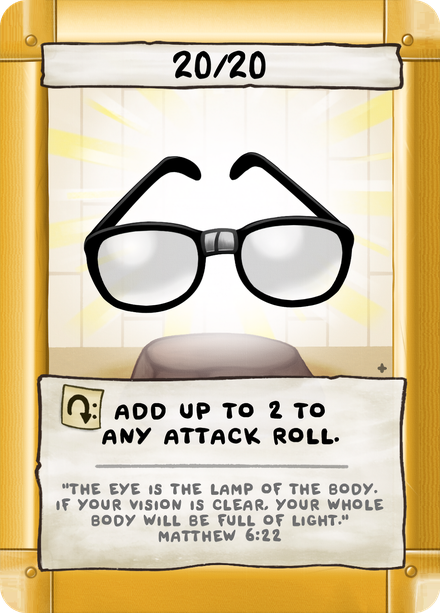 20/20
: ADD UP TO 2 TO
ANY ATTACK ROLL.
"THE EYE IS THE LAMP OF THE BODY.
IF YOUR VISION IS CLEAR, YOUR WHOLE
BODY WILL BE FULL OF LIGHT."
MATTHEW 6:22